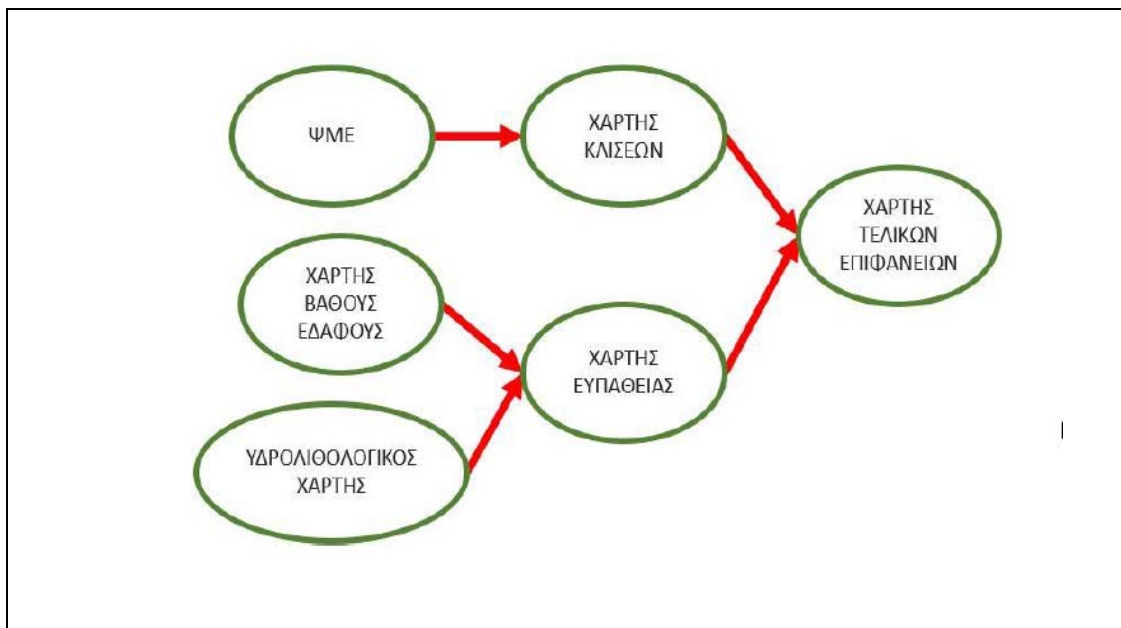 ΨΜΕ
ΧΑΡΤΗΣ
ΚΛΙΣΕΩΝ
ΧΑΡΤΗΣ
ΤΕΛΙΚΩΝ
ΕΠΙΦΑΝΕΙΩΝ
ΧΑΡΤΗΣ
ΒΑΘΟΥΣ
ΕΔΑΦΟΥΣ
ΧΑΡΤΗΣ
ΕΥΠΑΘΕΙΑΣ
ΥΔΡΟΛΙΘΟΛΟΓΙΚΟΣ
ΧΑΡΤΗΣ